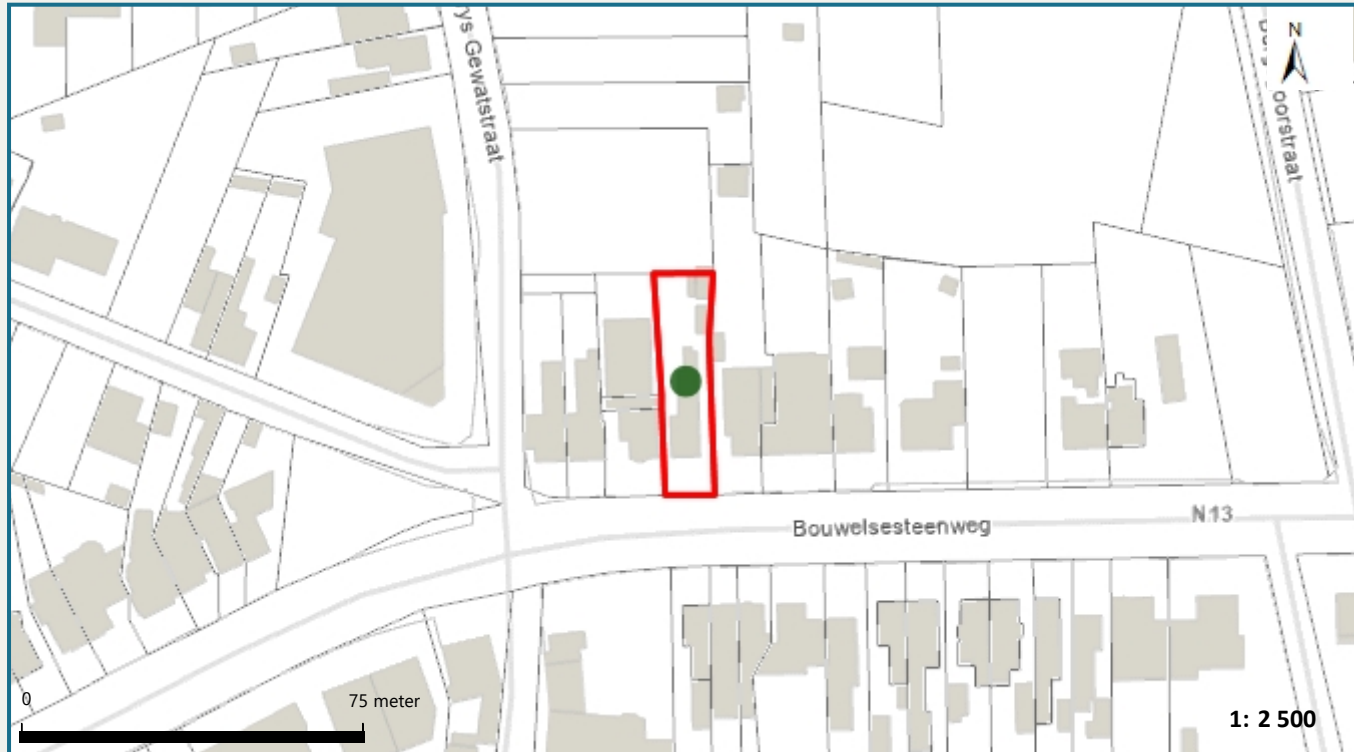 ys Gewatstraat
N
oorstraat
Bouwelsesteenweg
N13
0
75 meter
1: 2 500